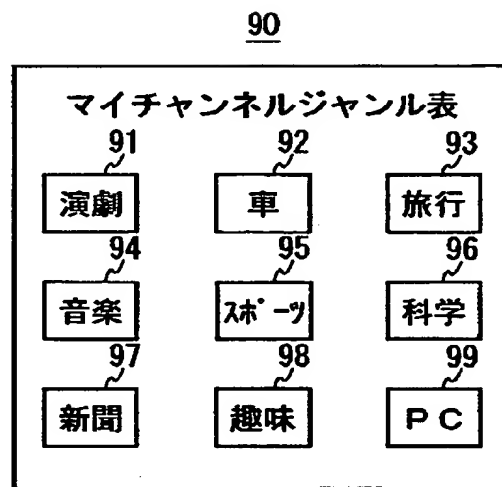 90
マイチャンネルジャンル表
91 92 93
演劇 車 旅行
94 95 96
音楽 スポーツ 科学
97 98 99
新聞 趣味 PC